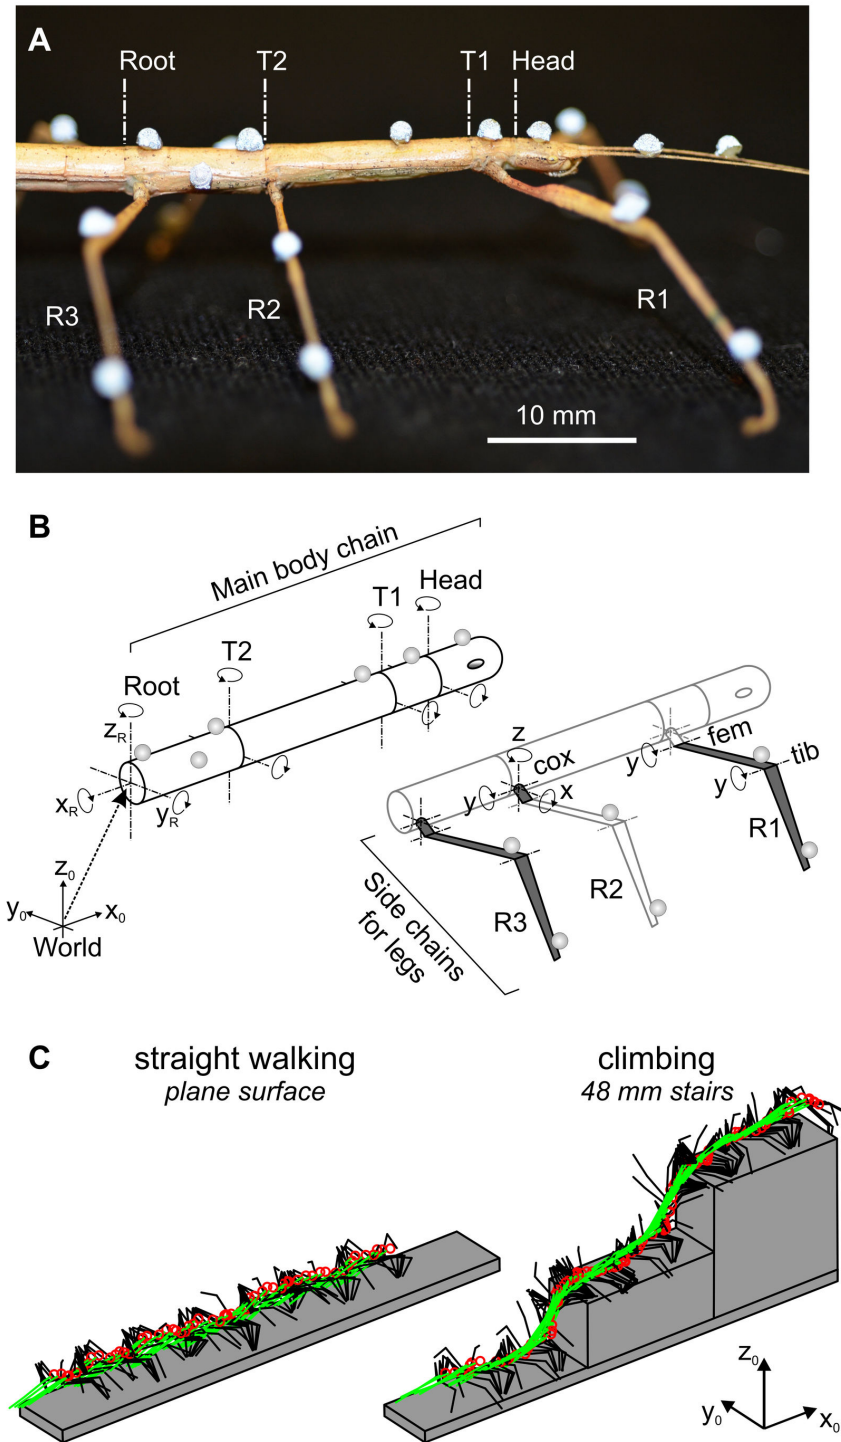 A
Root
T2
T1
Head
R3
R2
R1
10 mm
B
Main body chain
Head
T1
T2
Root
z_R
x_R
y_R
z_0
y_0
x_0
World
z
cox
y
x
fem
y
tib
y
R1
R2
R3
Side chains
for legs
C
straight walking
plane surface
climbing
48 mm stairs
z_0
y_0
x_0